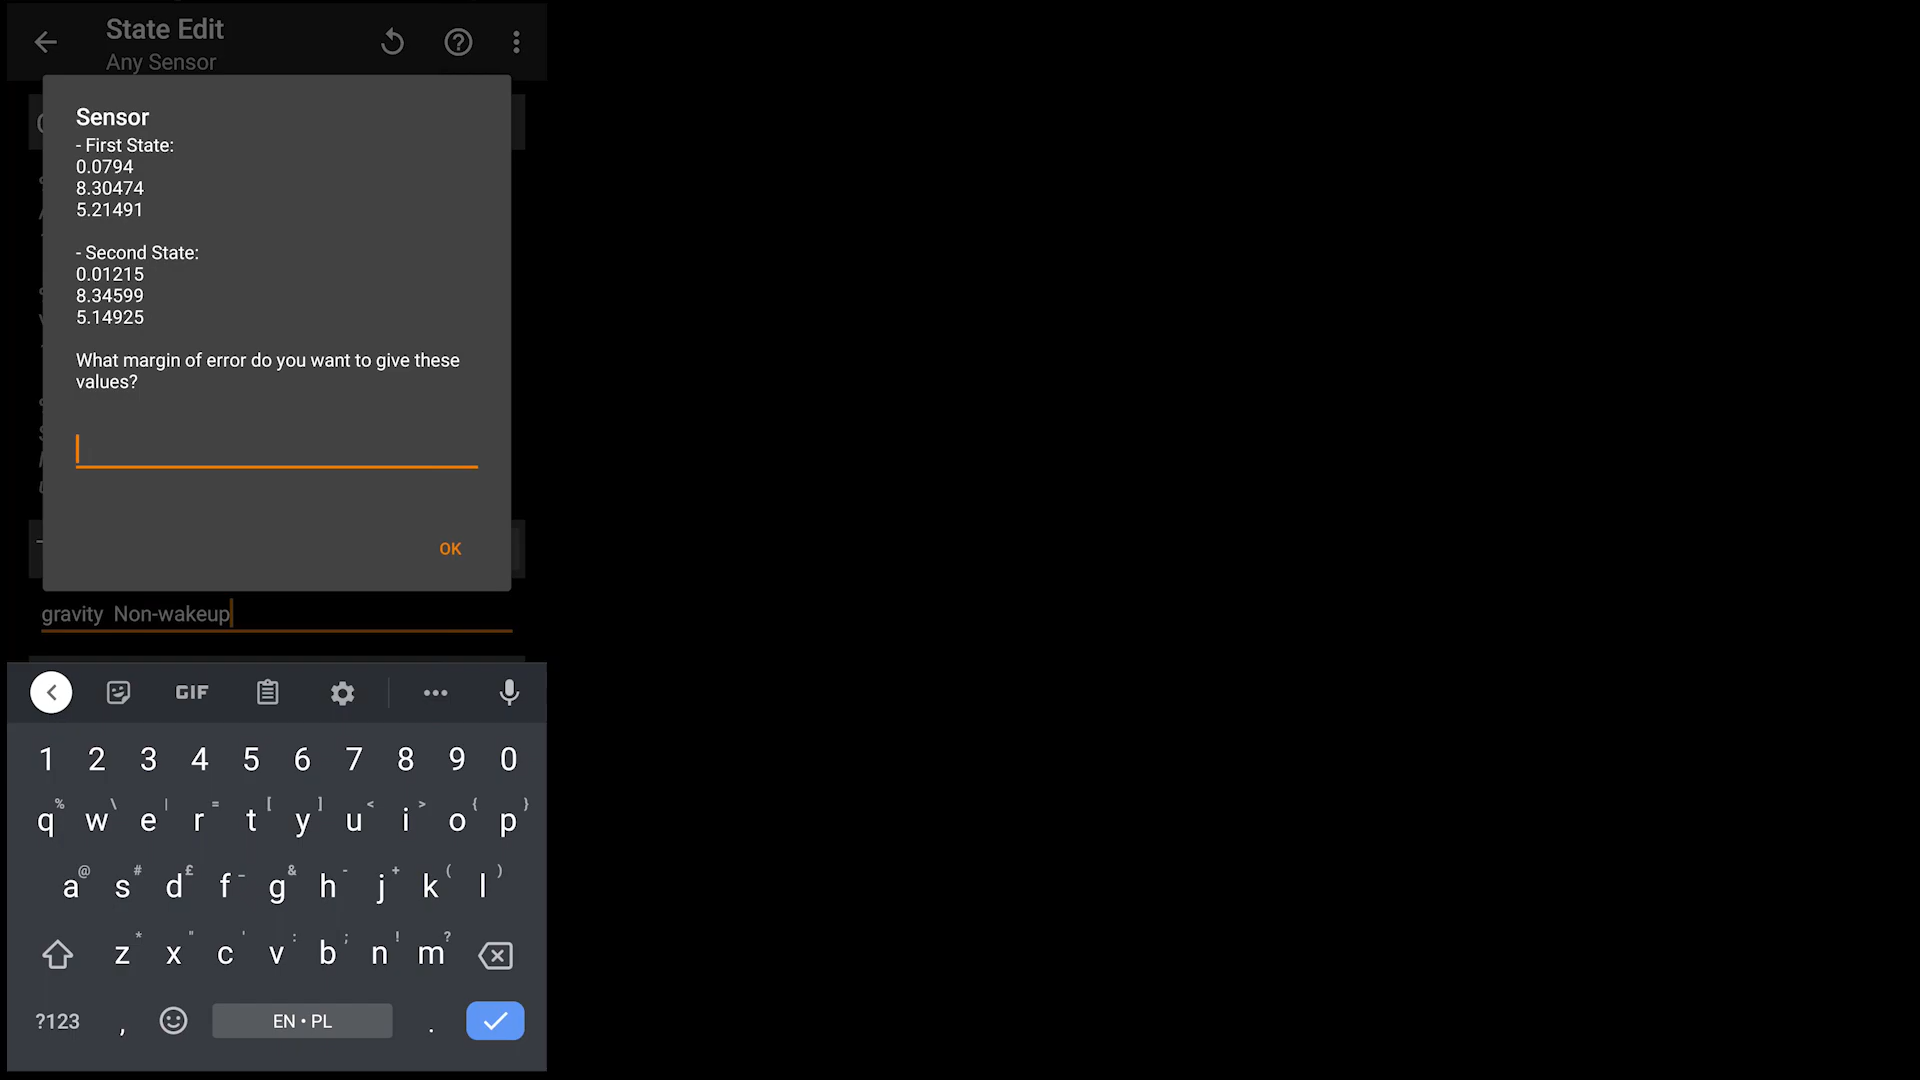 State Edit
Any Sensor
Sensor
- First State:
0.0794
8.30474
5.21491
- Second State:
0.01215
8.34599
5.14925
What margin of error do you want to give these
values?
OK
gravity  Non-wakeup
GIF
1 2 3 4 5 6 7 8 9 0
% \ | = [ ] < > { }
q w e r t y u i o p
@ # £ _ & - + ( )
a s d f g h j k l
* " ' : ; ! ?
z x c v b n m
?123 , EN • PL .